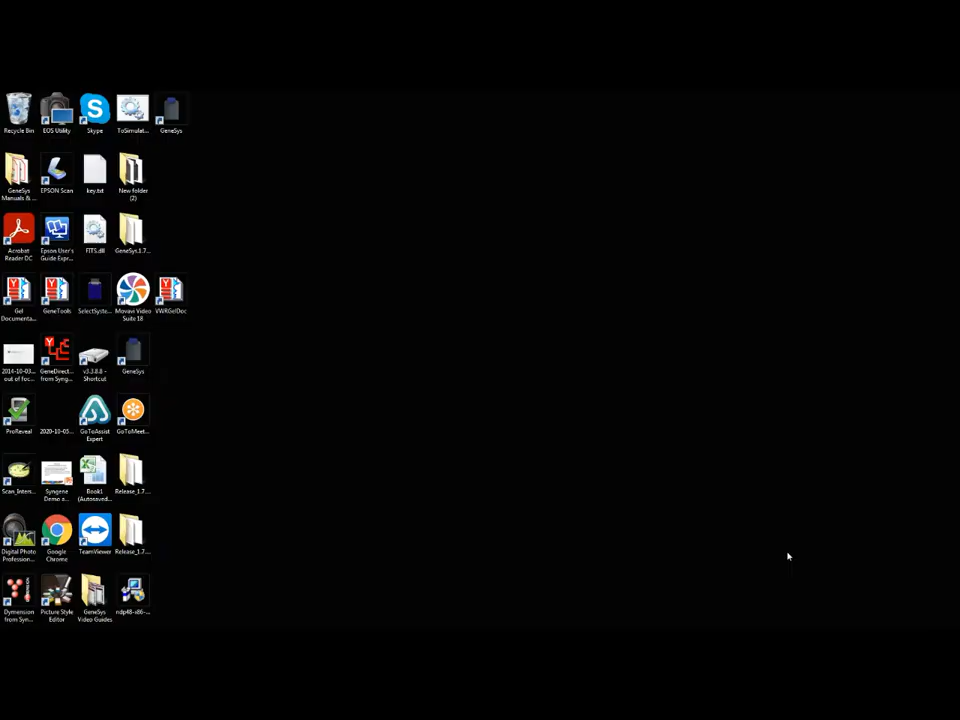 Recycle Bin
EOS Utility
Skype
ToSimulat...
GeneSys
GeneSys
Manuals & ...
EPSON Scan
key.txt
New folder
(2)
Acrobat
Reader DC
Epson User's
Guide Expr...
FITS.dll
GeneSys.1.7...
Gel
Documenta...
GeneTools
SelectSyste...
Movavi Video
Suite 18
VWRGelDoc
2014-10-03...
out of foc...
GeneDirect...
from Syng...
v3.3.8.8 -
Shortcut
GeneSys
ProReveal
2020-10-05...
GoToAssist
Expert
GoToMeet...
Scan_Inters...
Syngene
Demo a...
Book1
(Autosaved...
Release_1.7...
Digital Photo
Profession...
Google
Chrome
TeamViewer
Release_1.7...
Dymension
from Syn...
Picture Style
Editor
GeneSys
Video Guides
ndp48-x86-...